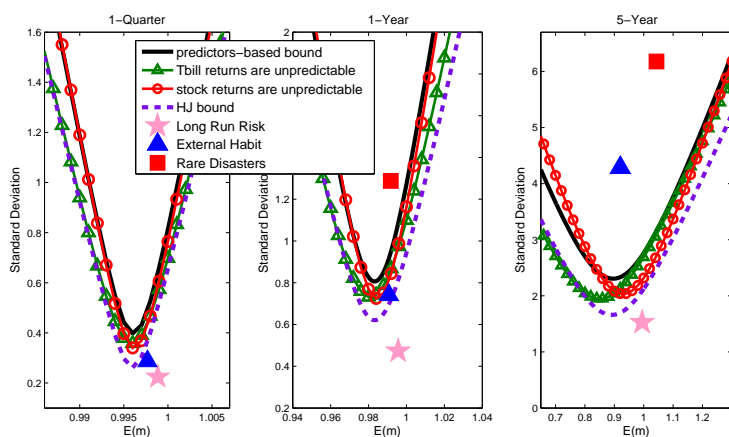 1−Quarter
1−Year
5−Year
predictors−based bound
Tbill returns are unpredictable
stock returns are unpredictable
HJ bound
Long Run Risk
External Habit
Rare Disasters
Standard Deviation
1.6
1.4
1.2
1
0.8
0.6
0.4
0.2
0.99
0.995
1
1.005
E(m)
Standard Deviation
2
1.2
1
0.8
0.6
0.4
0.2
0.94
0.96
0.98
1
1.02
1.04
E(m)
Standard Deviation
6
5
4
3
2
1
0
0.7
0.8
0.9
1
1.1
1.2
E(m)